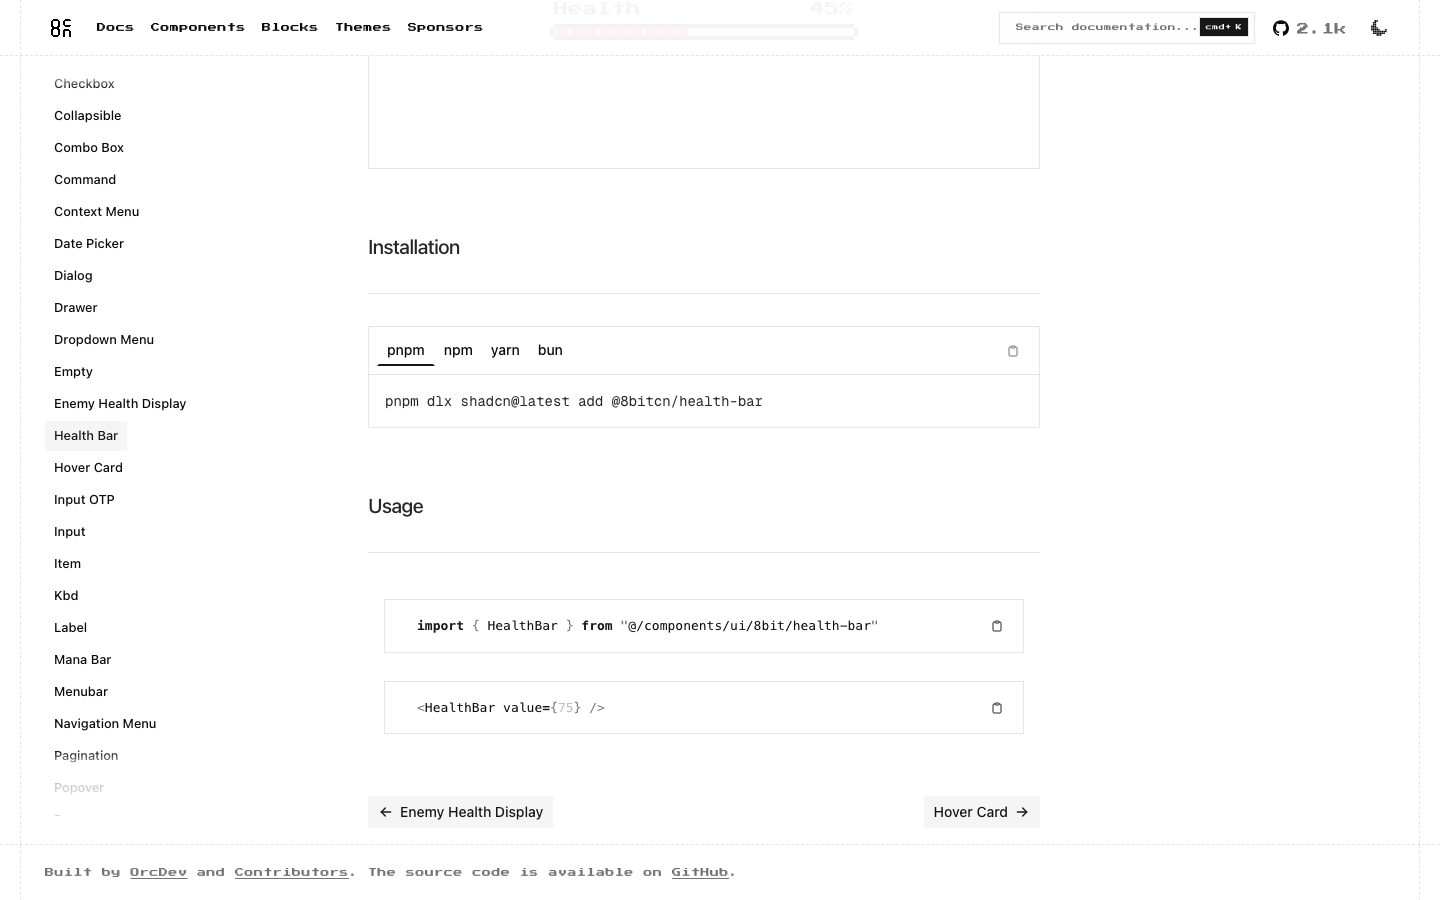 Docs Components Blocks Themes Sponsors
Health 45%
Search documentation... cmd+ K
2.1k
Checkbox
Collapsible
Combo Box
Command
Context Menu
Date Picker
Dialog
Drawer
Dropdown Menu
Empty
Enemy Health Display
Health Bar
Hover Card
Input OTP
Input
Item
Kbd
Label
Mana Bar
Menubar
Navigation Menu
Pagination
Popover
Installation
pnpm npm yarn bun
pnpm dlx shadcn@latest add @8bitcn/health-bar
Usage
import { HealthBar } from "@/components/ui/8bit/health-bar"
<HealthBar value={75} />
← Enemy Health Display
Hover Card →
Built by OrcDev and Contributors. The source code is available on GitHub.